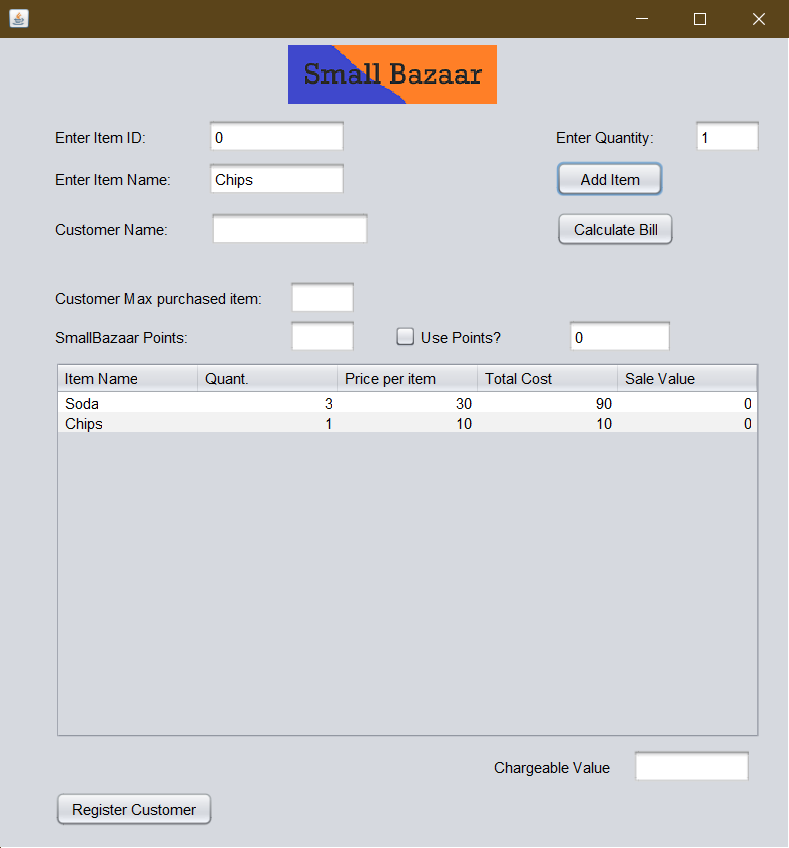 Small Bazaar
Enter Item ID: 0 Enter Quantity: 1
Enter Item Name: Chips Add Item
Customer Name: Calculate Bill
Customer Max purchased item:
SmallBazaar Points: Use Points? 0
Item Name Quant. Price per item Total Cost Sale Value
Soda 3 30 90 0
Chips 1 10 10 0
Chargeable Value
Register Customer